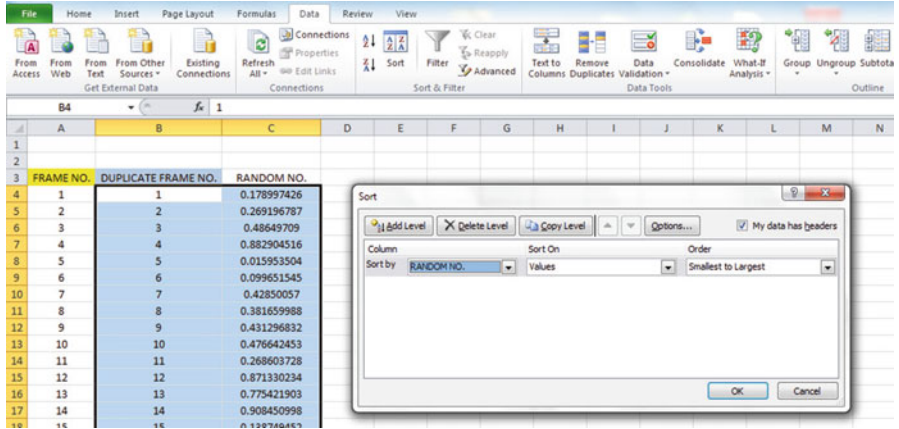 File Home Insert Page Layout Formulas Data Review View
From Access From Web From Text From Other Sources Existing Connections Refresh All Connections Properties Edit Links Sort Filter Clear Reapply Advanced Text to Columns Remove Duplicates Data Validation Consolidate What-If Analysis Group Ungroup Subtota
Get External Data Connections Sort & Filter Data Tools Outline
B4 fx 1
A B C D E F G H I J K L M N
1
2
3 FRAME NO. DUPLICATE FRAME NO. RANDOM NO.
4 1 1 0.178997426
5 2 2 0.269196787
6 3 3 0.48649709
7 4 4 0.882904516
8 5 5 0.015953504
9 6 6 0.099651545
10 7 7 0.42850057
11 8 8 0.381659988
12 9 9 0.431296832
13 10 10 0.476642453
14 11 11 0.268603728
15 12 12 0.871330234
16 13 13 0.775421903
17 14 14 0.908450998
18 15 15 0.138749452
Sort
Add Level Delete Level Copy Level Options... My data has headers
Column Sort On Order
Sort by RANDOM NO. Values Smallest to Largest
OK Cancel